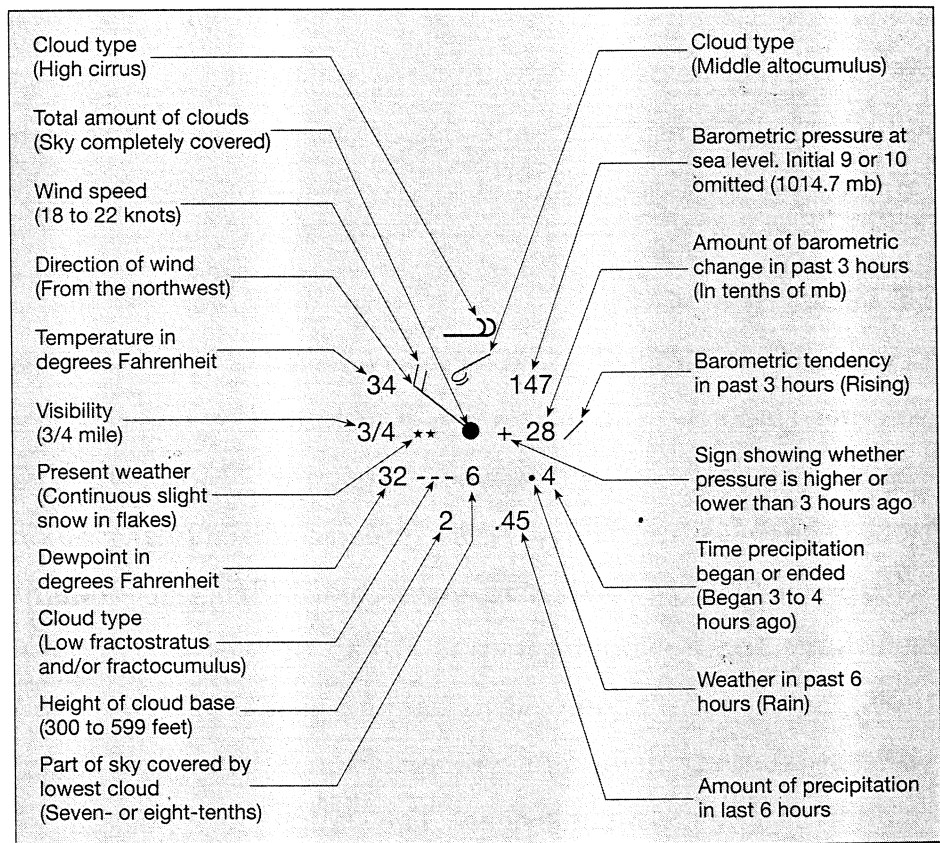 Cloud type
(High cirrus)
Total amount of clouds
(Sky completely covered)
Wind speed
(18 to 22 knots)
Direction of wind
(From the northwest)
Temperature in
degrees Fahrenheit
Visibility
(3/4 mile)
Present weather
(Continuous slight
snow in flakes)
Dewpoint in
degrees Fahrenheit
Cloud type
(Low fractostratus
and/or fractocumulus)
Height of cloud base
(300 to 599 feet)
Part of sky covered by
lowest cloud
(Seven- or eight-tenths)
34
147
3/4
+ 28
32
6
4
2
.45
Cloud type
(Middle altocumulus)
Barometric pressure at
sea level. Initial 9 or 10
omitted (1014.7 mb)
Amount of barometric
change in past 3 hours
(In tenths of mb)
Barometric tendency
in past 3 hours (Rising)
Sign showing whether
pressure is higher or
lower than 3 hours ago
Time precipitation
began or ended
(Began 3 to 4
hours ago)
Weather in past 6
hours (Rain)
Amount of precipitation
in last 6 hours